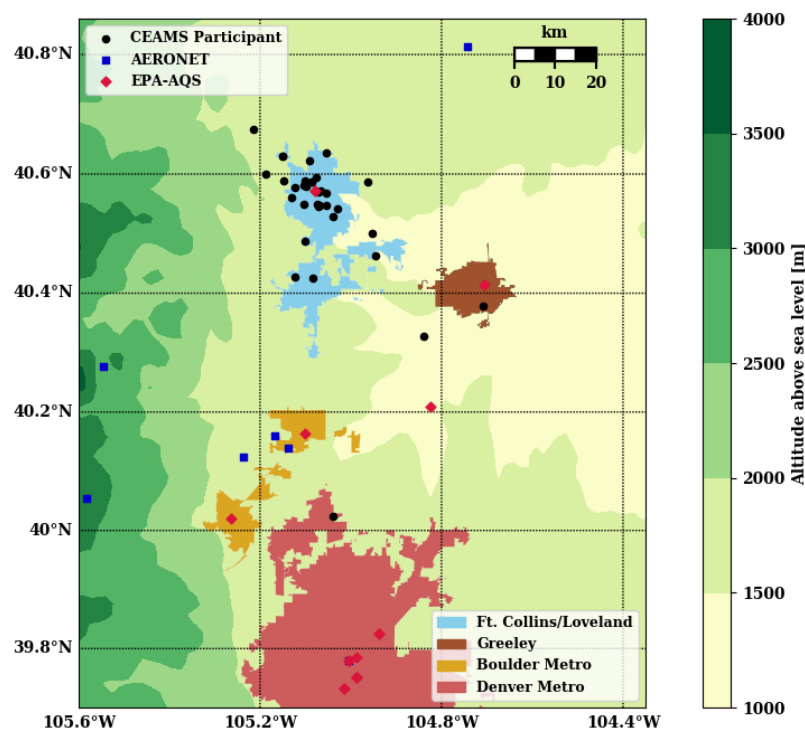 CEAMS Participant
AERONET
EPA-AQS
km
0 10 20
40.8°N
40.6°N
40.4°N
40.2°N
40°N
39.8°N
105.6°W 105.2°W 104.8°W 104.4°W
Ft. Collins/Loveland
Greeley
Boulder Metro
Denver Metro
4000
3500
3000
2500
2000
1500
1000
Altitude above sea level [m]